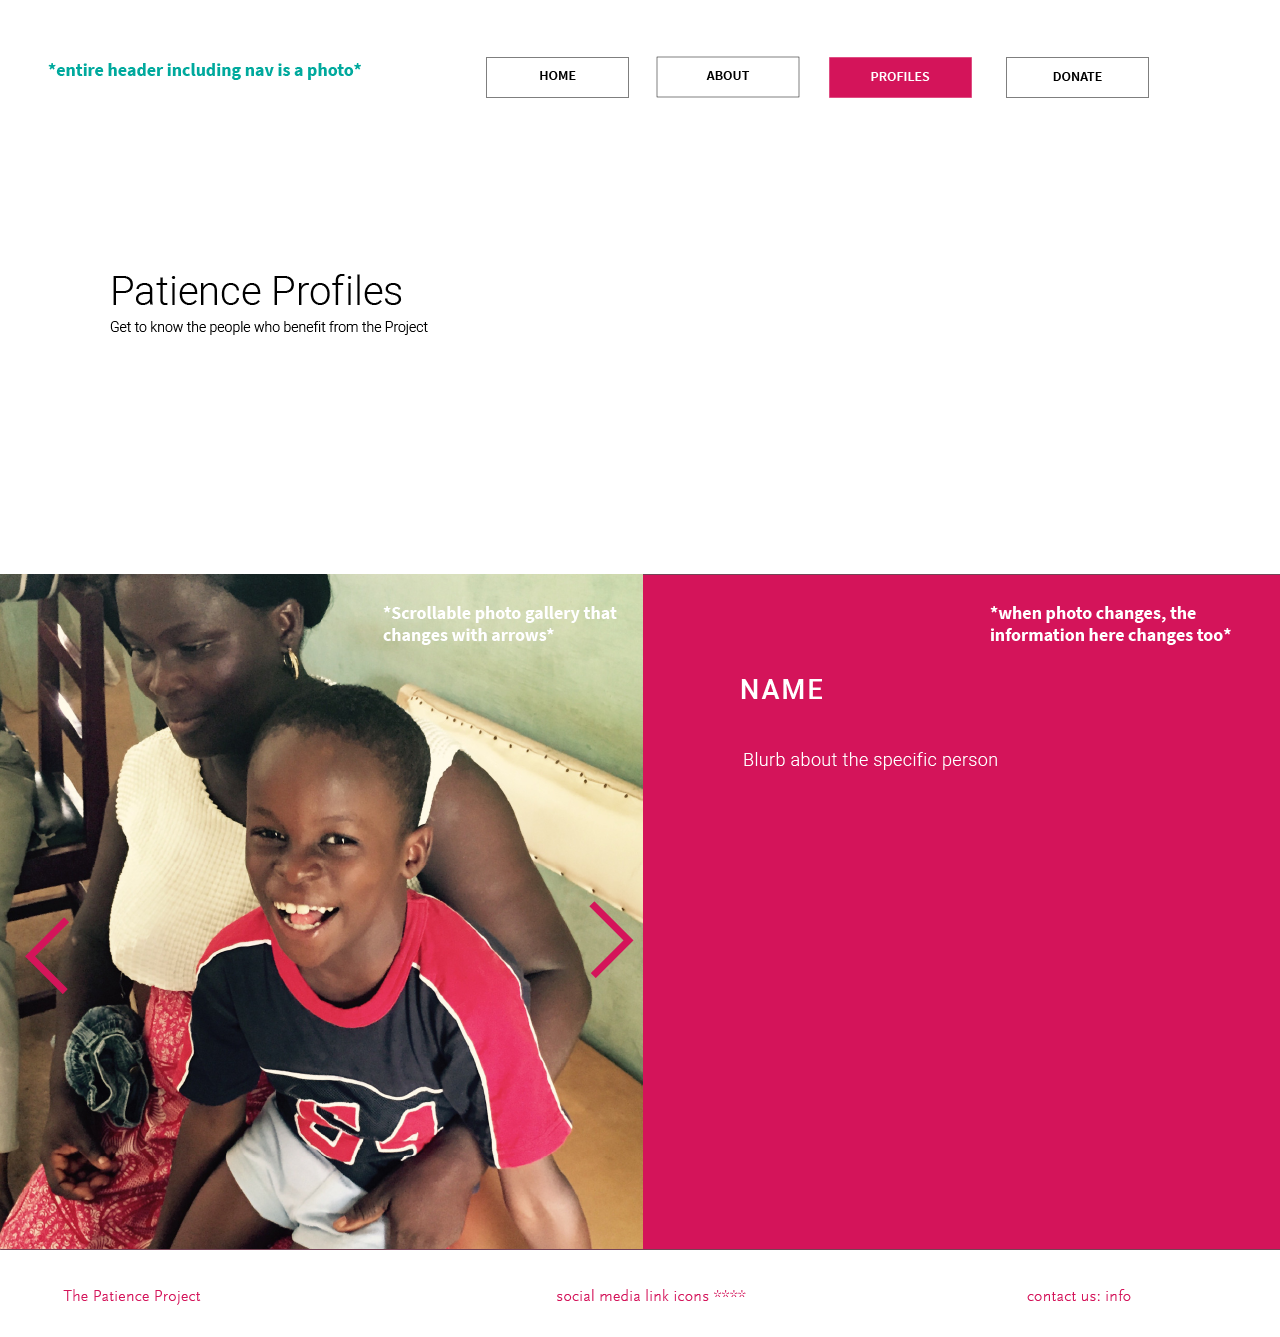 *entire header including nav is a photo*
HOME
ABOUT
PROFILES
DONATE
Patience Profiles
Get to know the people who benefit from the Project
*Scrollable photo gallery that
changes with arrows*
*when photo changes, the
information here changes too*
NAME
Blurb about the specific person
The Patience Project
social media link icons ****
contact us: info